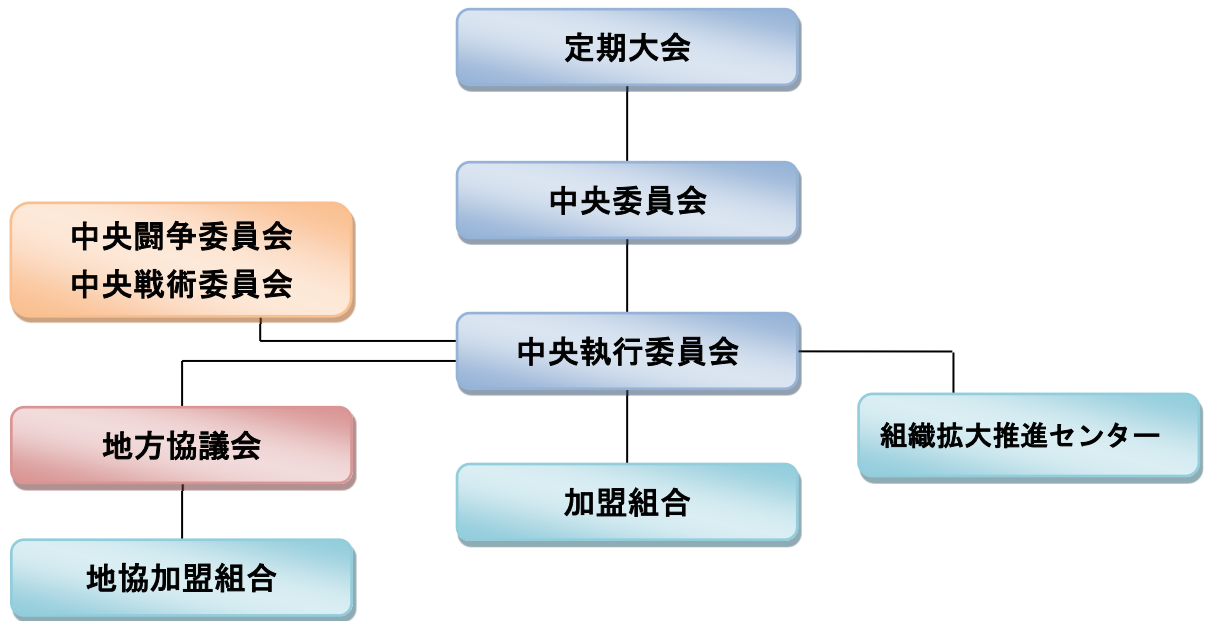 定期大会
中央委員会
中央闘争委員会
中央戦術委員会
中央執行委員会
地方協議会
組織拡大推進センター
加盟組合
地協加盟組合